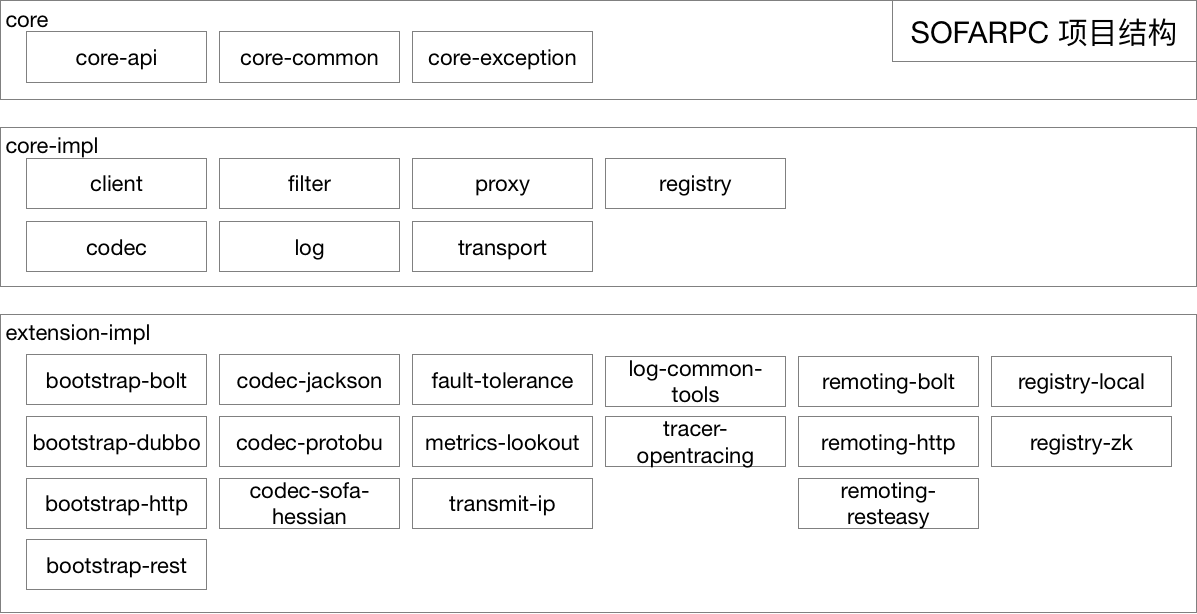 core
SOFARPC 项目结构
core-api
core-common
core-exception
core-impl
client
filter
proxy
registry
codec
log
transport
extension-impl
bootstrap-bolt
codec-jackson
fault-tolerance
log-common-
tools
remoting-bolt
registry-local
bootstrap-dubbo
codec-protobu
metrics-lookout
tracer-
opentracing
remoting-http
registry-zk
bootstrap-http
codec-sofa-
hessian
transmit-ip
remoting-
resteasy
bootstrap-rest